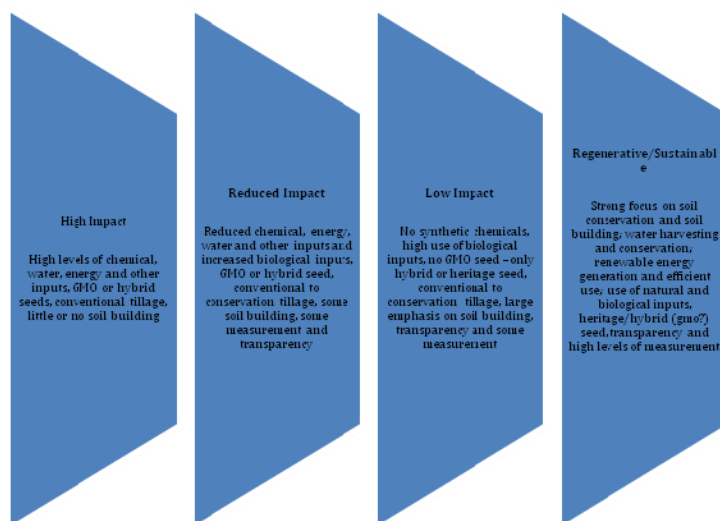 High Impact
High levels of chemical,
water, energy and other
inputs, GMO or hybrid
seeds, conventional tillage,
little or no soil building
Reduced Impact
Reduced chemical, energy,
water and other inputs and
increased biological inputs,
GMO or hybrid seed,
conventional to
conservation tillage, some
soil building, some
measurement and
transparency
Low Impact
No synthetic chemicals,
high use of biological
inputs, no GMO seed – only
hybrid or heritage seed,
conventional to
conservation tillage, large
emphasis on soil building,
transparency and some
measurement
Regenerative/Sustainabl
e
Strong focus on soil
conservation and soil
building; water harvesting
and conservation;
renewable energy
generation and efficient
use; use of natural and
biological inputs,
heritage/hybrid (gmo?)
seed, transparency and
high levels of measurement